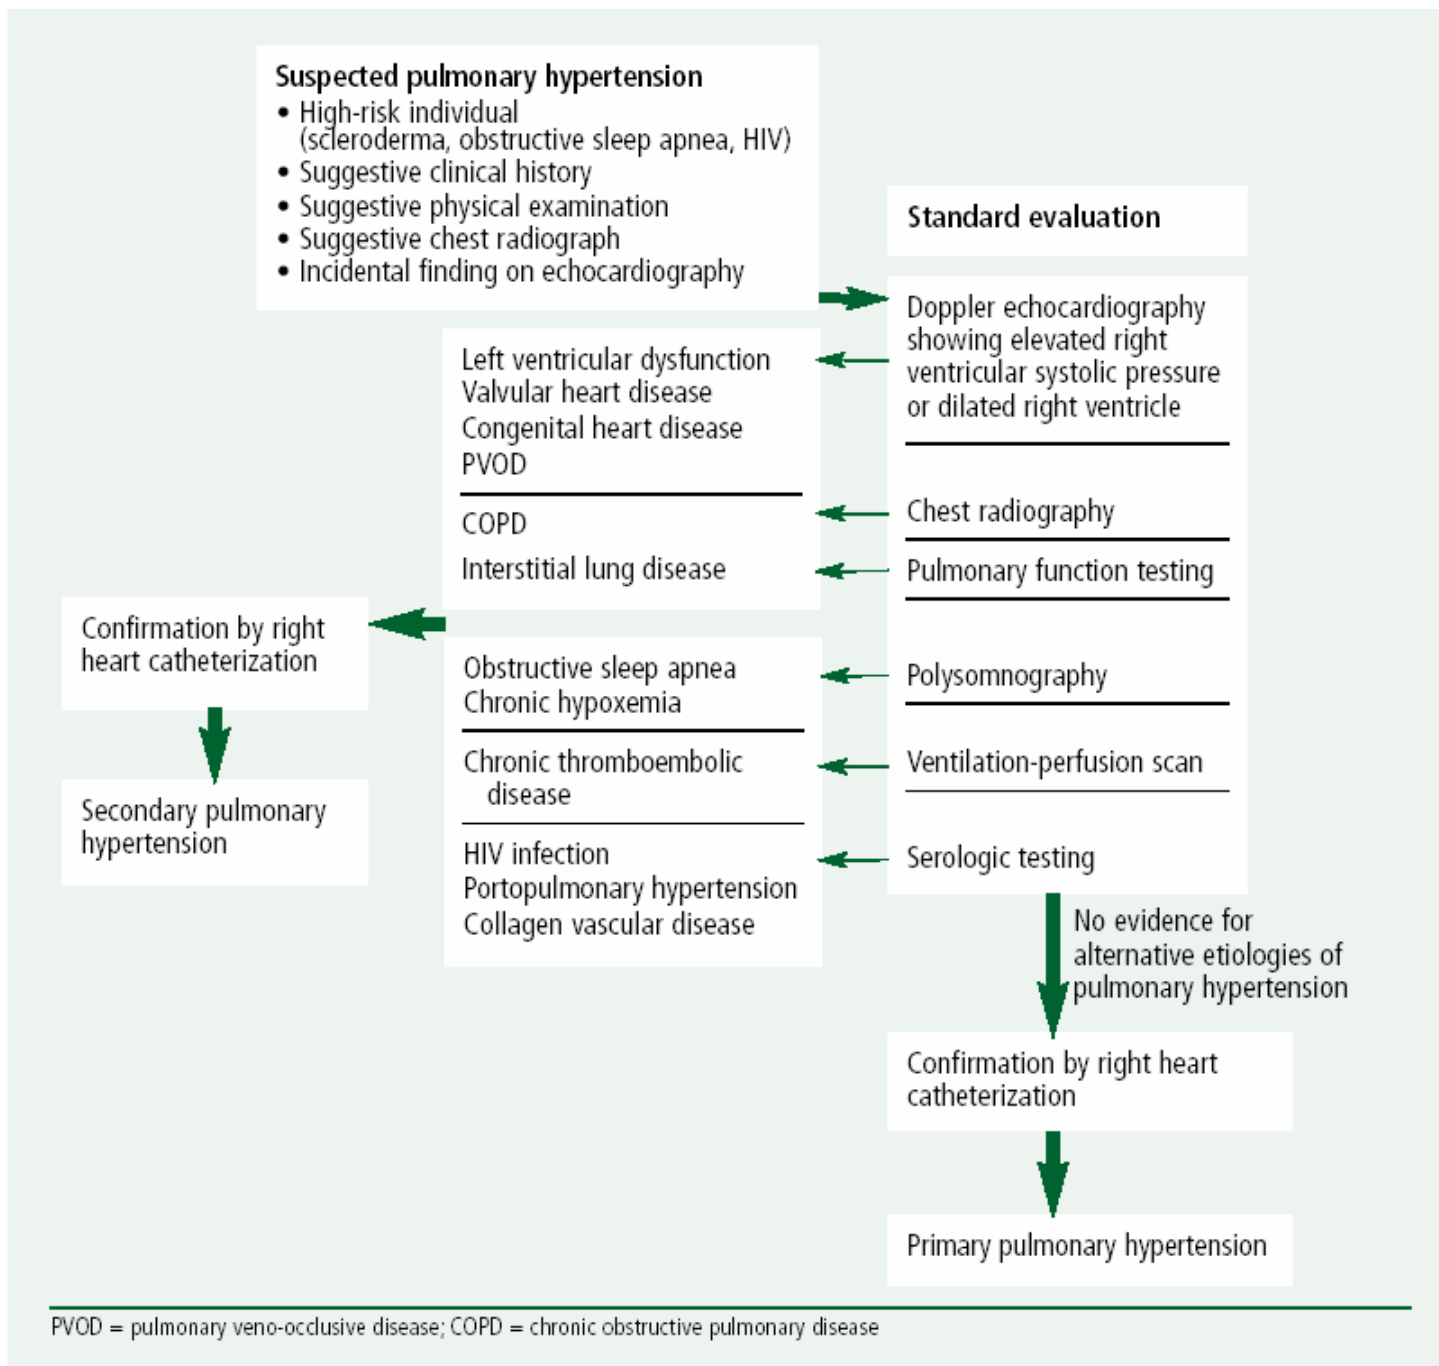 Suspected pulmonary hypertension
• High-risk individual
(scleroderma, obstructive sleep apnea, HIV)
• Suggestive clinical history
• Suggestive physical examination
• Suggestive chest radiograph
• Incidental finding on echocardiography
Standard evaluation
Doppler echocardiography
showing elevated right
ventricular systolic pressure
or dilated right ventricle
Chest radiography
Pulmonary function testing
Polysomnography
Ventilation-perfusion scan
Serologic testing
Left ventricular dysfunction
Valvular heart disease
Congenital heart disease
PVOD
COPD
Interstitial lung disease
Obstructive sleep apnea
Chronic hypoxemia
Chronic thromboembolic
disease
HIV infection
Portopulmonary hypertension
Collagen vascular disease
Confirmation by right
heart catheterization
Secondary pulmonary
hypertension
No evidence for
alternative etiologies of
pulmonary hypertension
Confirmation by right heart
catheterization
Primary pulmonary hypertension
PVOD = pulmonary veno-occlusive disease; COPD = chronic obstructive pulmonary disease